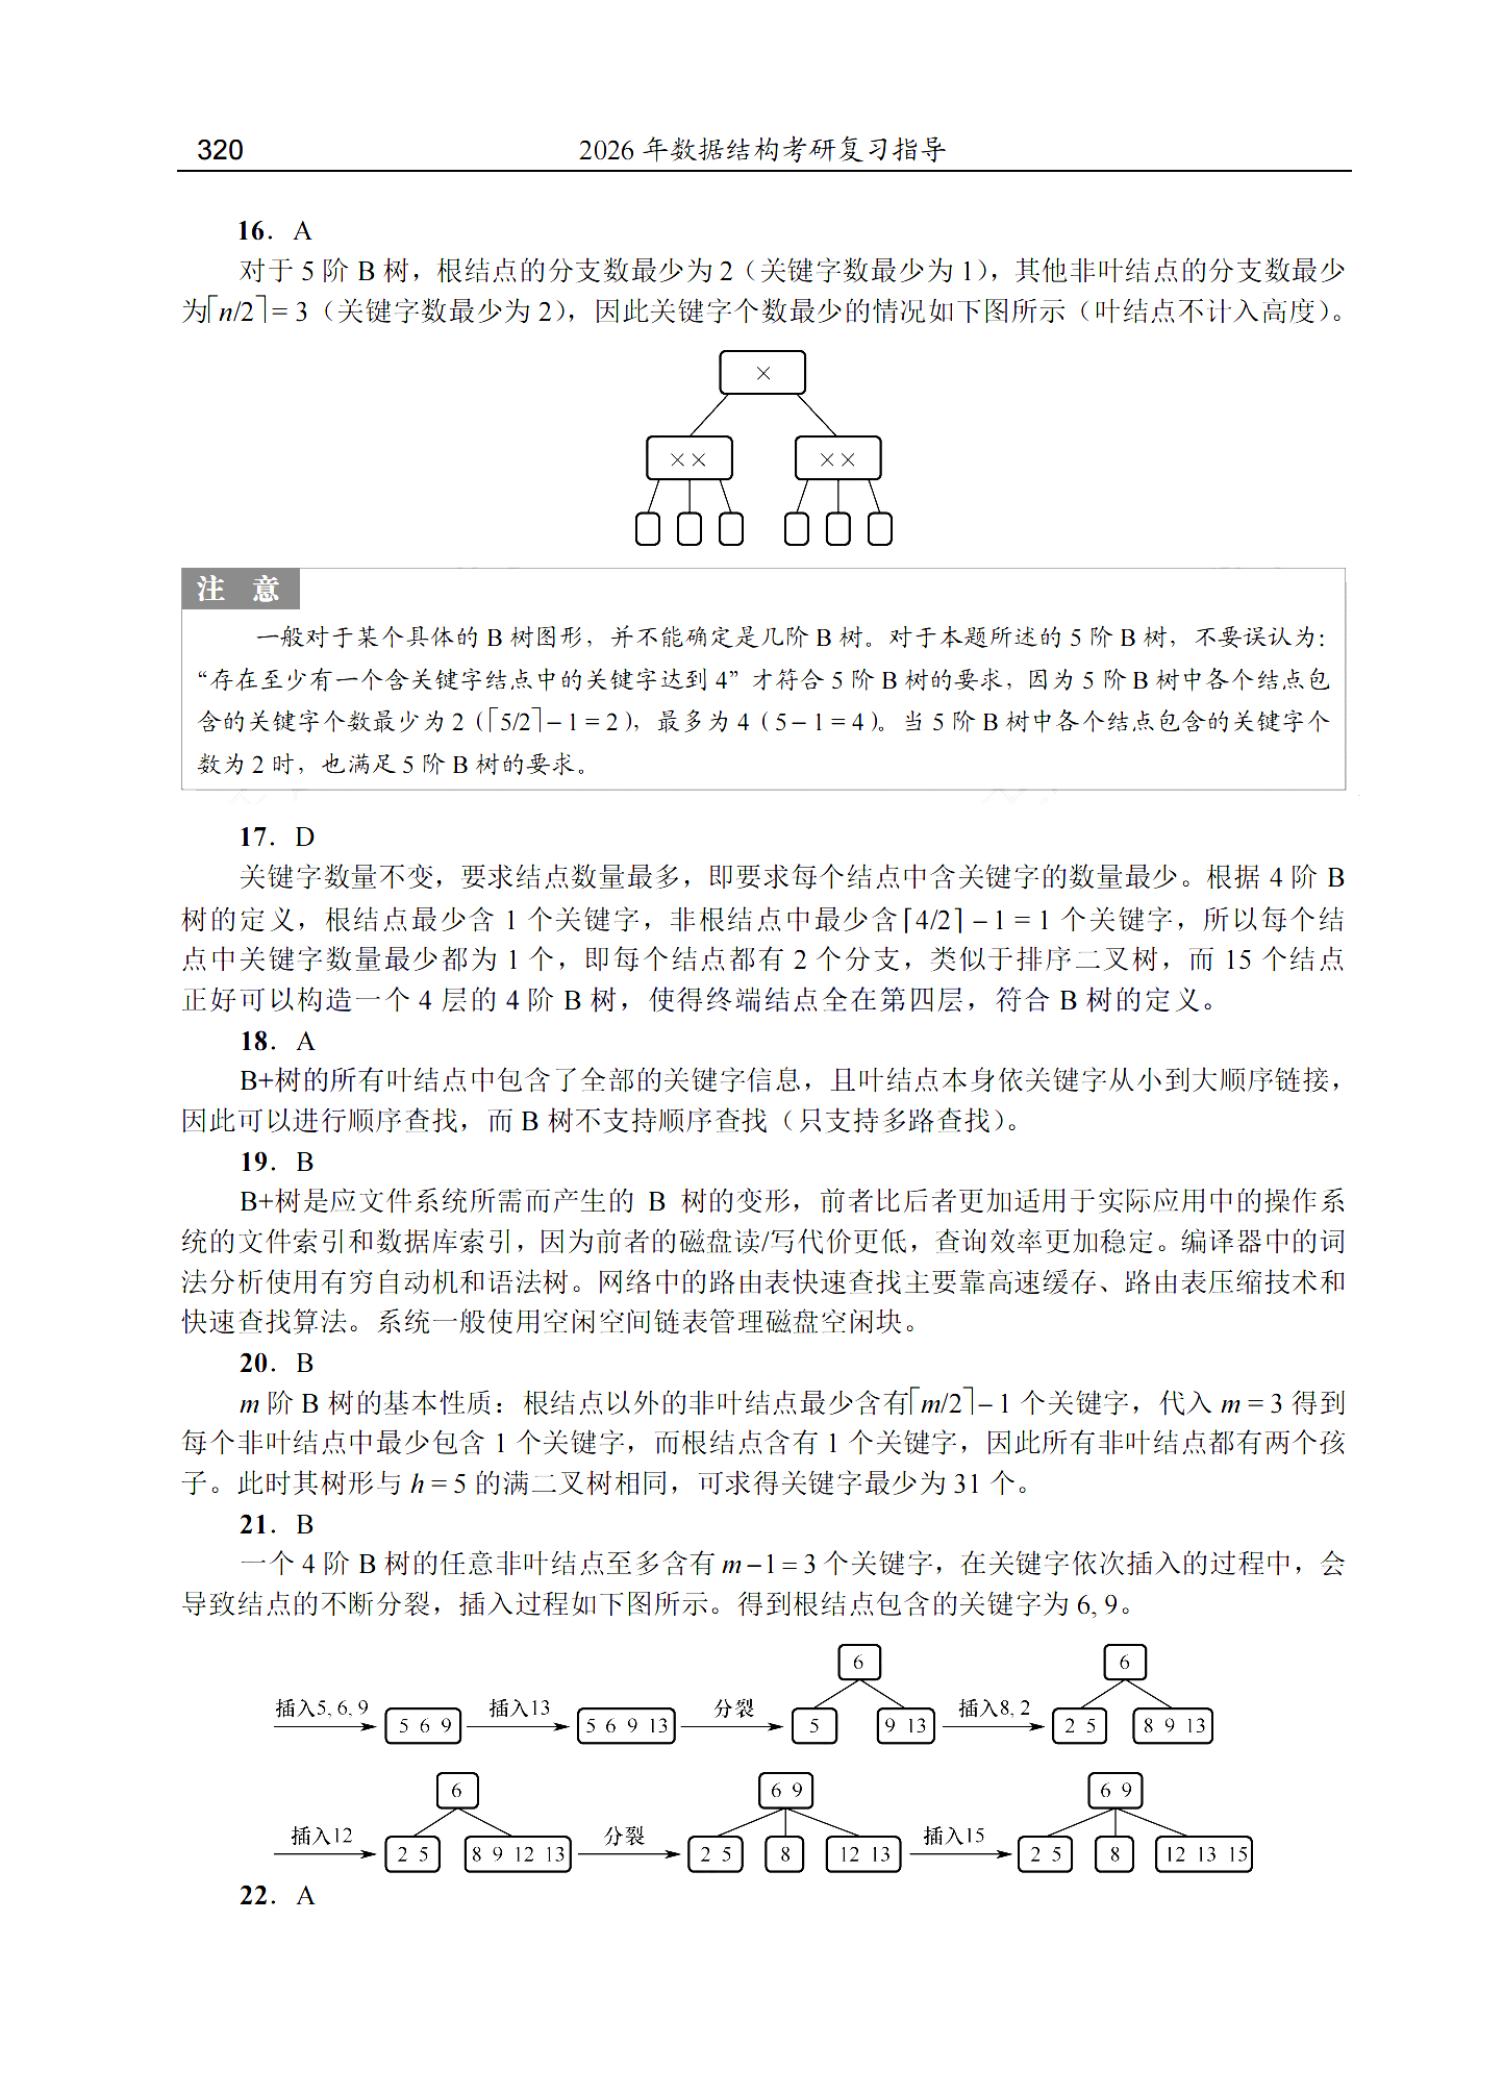 320
2026 年数据结构考研复习指导
16. A
对于 5 阶 B 树，根结点的分支数最少为 2（关键字数最少为 1），其他非叶结点的分支数最少
为⌈n/2⌉= 3（关键字数最少为 2），因此关键字个数最少的情况如下图所示（叶结点不计入高度）。
×
×× ××
注 意
一般对于某个具体的 B 树图形，并不能确定是几阶 B 树。对于本题所述的 5 阶 B 树，不要误认为：
“存在至少有一个含关键字结点中的关键字达到 4”才符合 5 阶 B 树的要求，因为 5 阶 B 树中各个结点包
含的关键字个数最少为 2（⌈5/2⌉– 1 = 2），最多为 4（5 – 1 = 4）。当 5 阶 B 树中各个结点包含的关键字个
数为 2 时，也满足 5 阶 B 树的要求。
17. D
关键字数量不变，要求结点数量最多，即要求每个结点中含关键字的数量最少。根据 4 阶 B
树的定义，根结点最少含 1 个关键字，非根结点中最少含⌈4/2⌉ – 1 = 1 个关键字，所以每个结
点中关键字数量最少都为 1 个，即每个结点都有 2 个分支，类似于排序二叉树，而 15 个结点
正好可以构造一个 4 层的 4 阶 B 树，使得终端结点全在第四层，符合 B 树的定义。
18. A
B+树的所有叶结点中包含了全部的关键字信息，且叶结点本身依关键字从小到大顺序链接，
因此可以进行顺序查找，而 B 树不支持顺序查找（只支持多路查找）。
19. B
B+树是应文件系统所需而产生的 B 树的变形，前者比后者更加适用于实际应用中的操作系
统的文件索引和数据库索引，因为前者的磁盘读/写代价更低，查询效率更加稳定。编译器中的词
法分析使用有穷自动机和语法树。网络中的路由表快速查找主要靠高速缓存、路由表压缩技术和
快速查找算法。系统一般使用空闲空间链表管理磁盘空闲块。
20. B
m 阶 B 树的基本性质：根结点以外的非叶结点最少含有⌈m/2⌉– 1 个关键字，代入 m = 3 得到
每个非叶结点中最少包含 1 个关键字，而根结点含有 1 个关键字，因此所有非叶结点都有两个孩
子。此时其树形与 h = 5 的满二叉树相同，可求得关键字最少为 31 个。
21. B
一个 4 阶 B 树的任意非叶结点至多含有 m – 1 = 3 个关键字，在关键字依次插入的过程中，会
导致结点的不断分裂，插入过程如下图所示。得到根结点包含的关键字为 6, 9。
6 6
插入5, 6, 9 5 6 9 插入13 5 6 9 13 分裂 5 9 13 插入8, 2 2 5 8 9 13
6 6 9 6 9
插入12 2 5 8 9 12 13 分裂 2 5 8 12 13 插入15 2 5 8 12 13 15
22. A